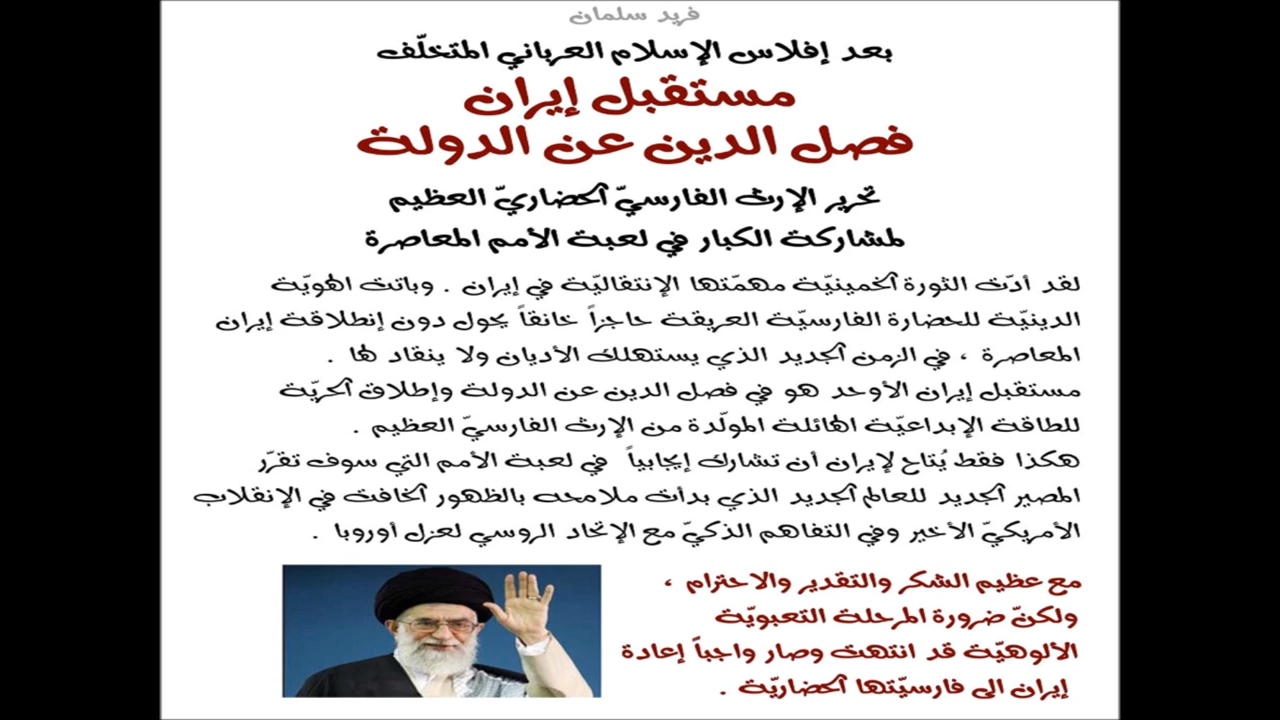 فريد سلمان
بعد إفلاس الإسلام العرباني المتخلّف
مستقبل إيران
فصل الدين عن الدولة
تحرير الإرث الفارسيّ الحضاريّ العظيم
لمشاركة الكبار في لعبة الأمم المعاصرة
لقد أدّت الثورة الخمينيّة مهمّتها الإنتقاليّة في إيران . وباتت الهويّة
الدينيّة للحضارة الفارسيّة العريقة حاجزاً خانقاً يحول دون إنطلاقة إيران
المعاصرة ، في الزمن الجديد الذي يستهلك الأديان ولا ينقاد لها .
مستقبل إيران الأوحد هو في فصل الدين عن الدولة وإطلاق الحريّة
للطاقة الإبداعيّة الهائلة المولّدة من الإرث الفارسيّ العظيم .
هكذا فقط يُتاح لإيران أن تشارك إيجابياً في لعبة الأمم التي سوف تقرّر
المصير الجديد للعالم الجديد الذي بدأت ملامحه بالظهور الخافت في الإنقلاب
الأمريكيّ الأخير وفي التفاهم الذكيّ مع الإتحاد الروسي لعزل أوروبا .
مع عظيم الشكر والتقدير والاحترام ،
ولكنّ ضرورة المرحلة التعبويّة
الألوهيّة قد انتهت وصار واجباً إعادة
إيران الى فارسيّتها الحضاريّة .